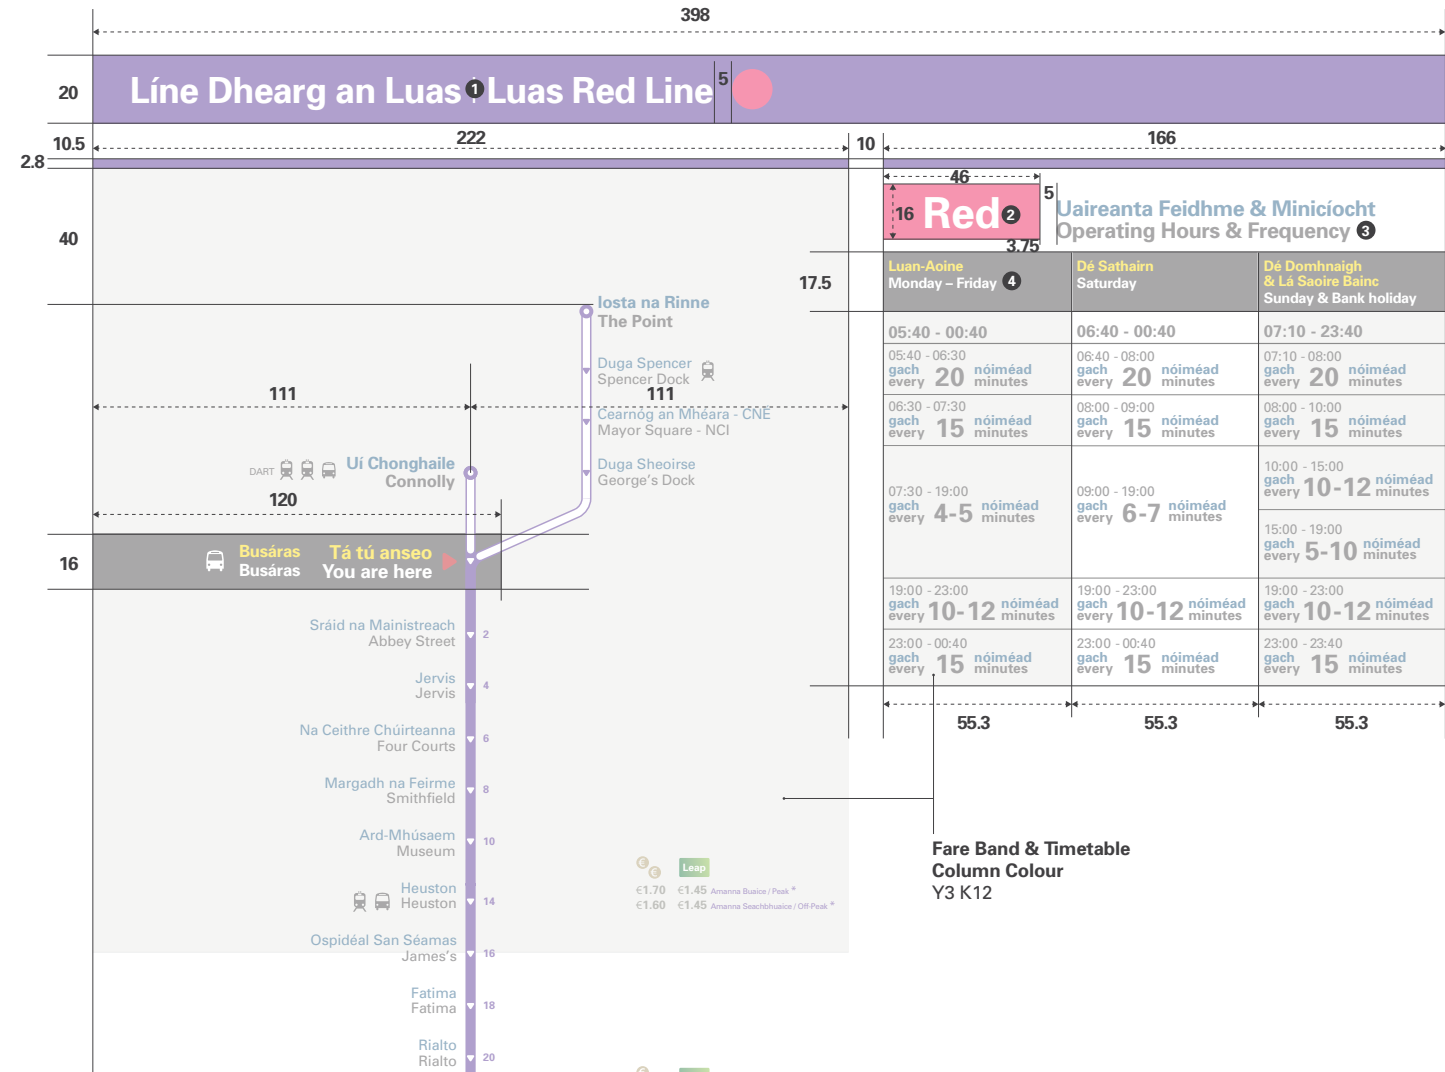 398
20
Líne Dhearg an Luas 1 Luas Red Line
5
10.5
222
10
166
2.8
46
16
Red 2
5
3.75
Uaireanta Feidhme & Minicíocht
Operating Hours & Frequency 3
40
17.5
Luan-Aoine
Monday – Friday 4
Dé Sathairn
Saturday
Dé Domhnaigh
& Lá Saoire Bainc
Sunday & Bank holiday
05:40 - 00:40
06:40 - 00:40
07:10 - 23:40
05:40 - 06:30
gach 20 nóiméad
every minutes
06:40 - 08:00
gach 20 nóiméad
every minutes
07:10 - 08:00
gach 20 nóiméad
every minutes
06:30 - 07:30
gach 15 nóiméad
every minutes
08:00 - 09:00
gach 15 nóiméad
every minutes
08:00 - 10:00
gach 15 nóiméad
every minutes
07:30 - 19:00
gach 4-5 nóiméad
every minutes
09:00 - 19:00
gach 6-7 nóiméad
every minutes
10:00 - 15:00
gach 10-12 nóiméad
every minutes
15:00 - 19:00
gach 5-10 nóiméad
every minutes
19:00 - 23:00
gach 10-12 nóiméad
every minutes
19:00 - 23:00
gach 10-12 nóiméad
every minutes
19:00 - 23:00
gach 10-12 nóiméad
every minutes
23:00 - 00:40
gach 15 nóiméad
every minutes
23:00 - 00:40
gach 15 nóiméad
every minutes
23:00 - 23:40
gach 15 nóiméad
every minutes
55.3
55.3
55.3
Iosta na Rinne
The Point
Duga Spencer
Spencer Dock
111
111
Cearnóg an Mhéara - CNÉ
Mayor Square - NCI
DART
Uí Chonghaile
Connolly
Duga Sheoirse
George's Dock
120
16
Busáras
Busáras
Tá tú anseo
You are here
Sráid na Mainistreach
Abbey Street
2
Jervis
Jervis
4
Na Ceithre Chúirteanna
Four Courts
6
Margadh na Feirme
Smithfield
8
Ard-Mhúsaem
Museum
10
Heuston
Heuston
14
Leap
€1.70 €1.45 Amanna Buaice / Peak +
€1.60 €1.45 Amanna Seachbhuaice / Off-Peak *
Ospidéal San Séamas
James's
16
Fatima
Fatima
18
Rialto
Rialto
20
Fare Band & Timetable
Column Colour
Y3 K12